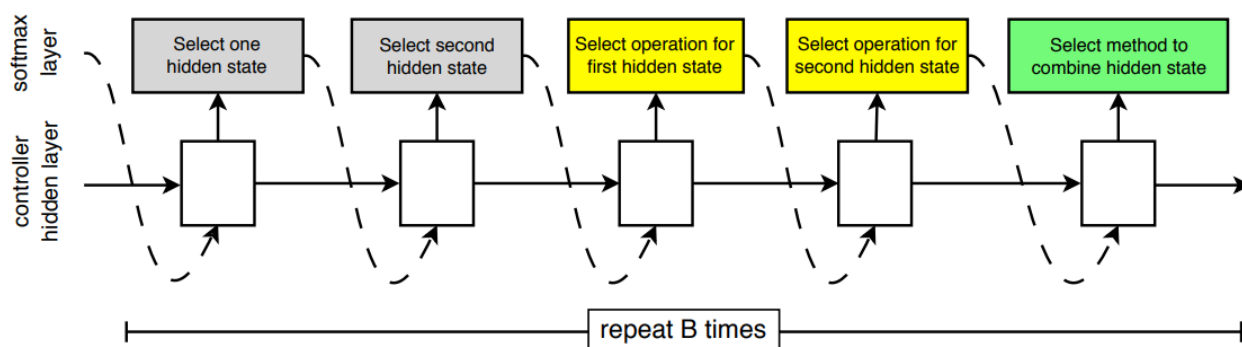 softmax
layer
Select one
hidden state
Select second
hidden state
Select operation for
first hidden state
Select operation for
second hidden state
Select method to
combine hidden state
controller
hidden layer
repeat B times